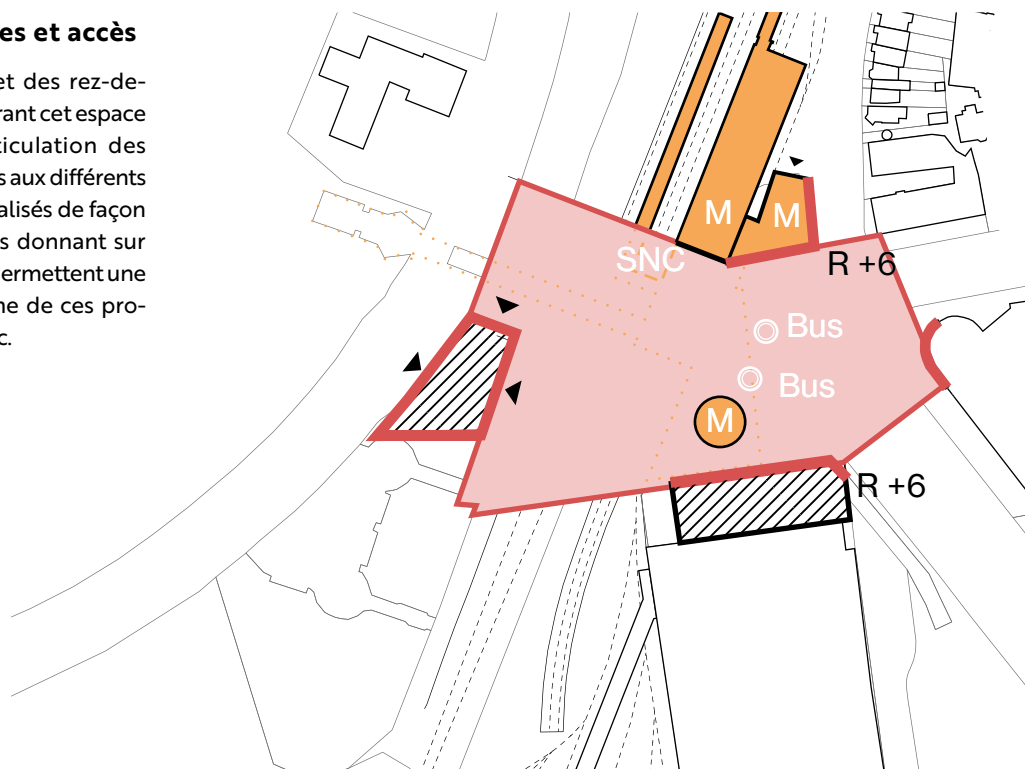 es et accès
et des rez-de-
rant cet espace
ticulation des
s aux différents
alisés de façon
s donnant sur
ermettent une
ne de ces pro-
c.
M
M
SNC
R +6
Bus
Bus
M
R +6